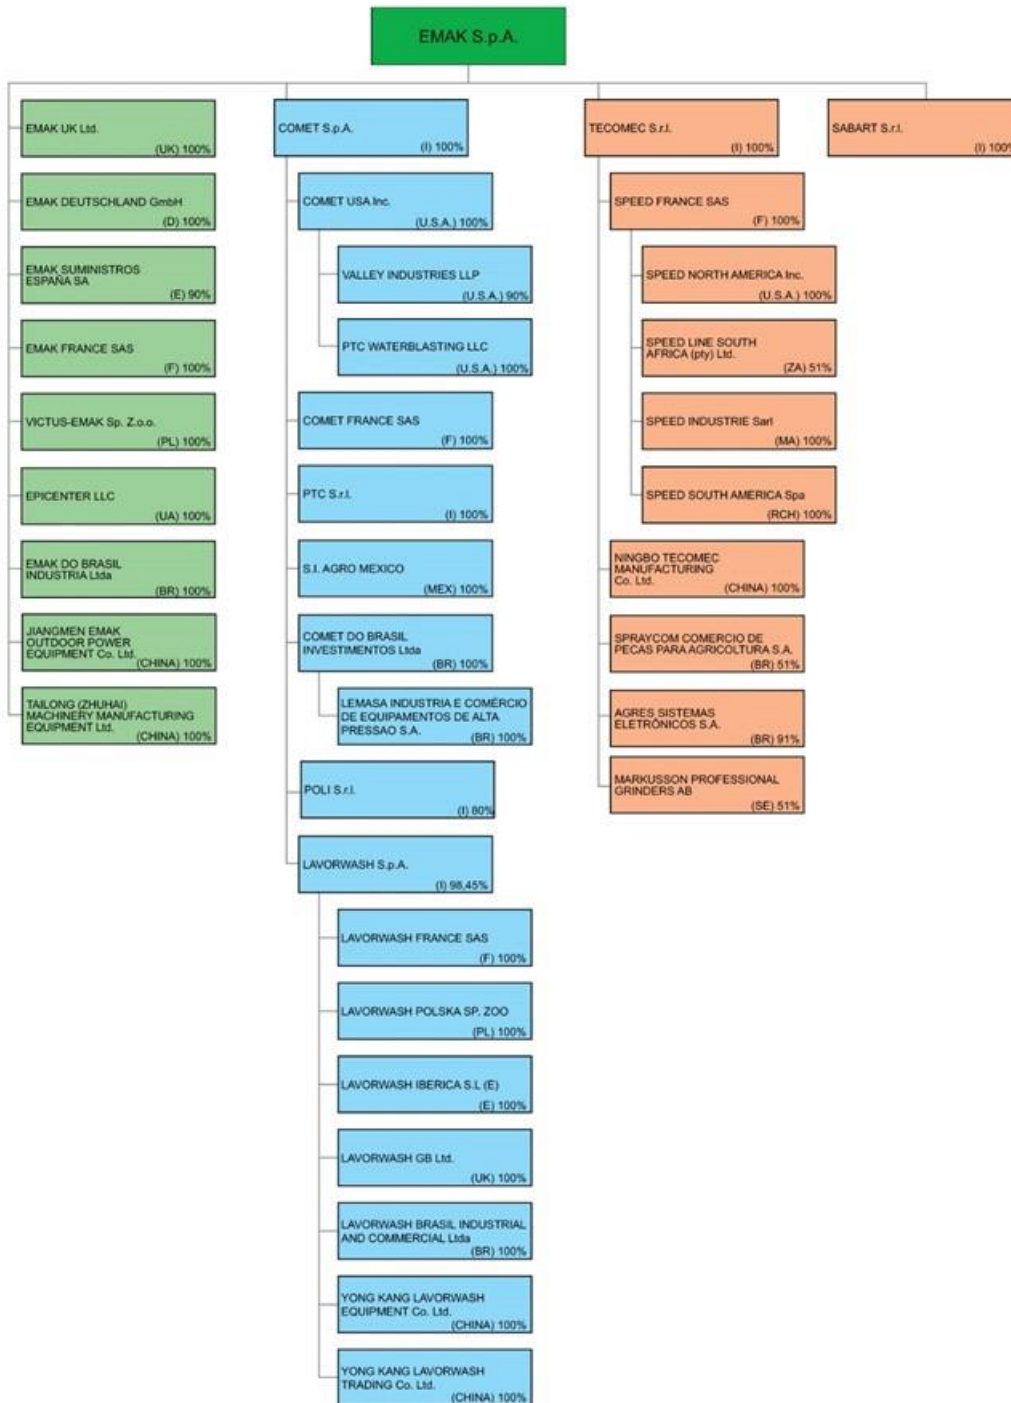 EMAK S.p.A.
EMAK UK Ltd.
(UK) 100%
EMAK DEUTSCHLAND GmbH
(D) 100%
EMAK SUMINISTROS
ESPAÑA SA
(E) 90%
EMAK FRANCE SAS
(F) 100%
VICTUS-EMAK Sp. Z.o.o.
(PL) 100%
EPICENTER LLC
(UA) 100%
EMAK DO BRASIL
INDUSTRIA Ltda
(BR) 100%
JIANGMEN EMAK
OUTDOOR POWER
EQUIPMENT Co. Ltd.
(CHINA) 100%
TAILONG (ZHUHAI)
MACHINERY MANUFACTURING
EQUIPMENT Ltd.
(CHINA) 100%
COMET S.p.A.
(I) 100%
COMET USA Inc.
(U.S.A.) 100%
VALLEY INDUSTRIES LLP
(U.S.A.) 90%
PTC WATERBLASTING LLC
(U.S.A.) 100%
COMET FRANCE SAS
(F) 100%
PTC S.r.l.
(I) 100%
S.I. AGRO MEXICO
(MEX) 100%
COMET DO BRASIL
INVESTIMENTOS Ltda
(BR) 100%
LEMASA INDUSTRIA E COMÉRCIO
DE EQUIPAMENTOS DE ALTA
PRESSAO S.A.
(BR) 100%
POLI S.r.l.
(I) 80%
LAVORWASH S.p.A.
(I) 98,45%
LAVORWASH FRANCE SAS
(F) 100%
LAVORWASH POLSKA SP. ZOO
(PL) 100%
LAVORWASH IBERICA S.L (E)
(E) 100%
LAVORWASH GB Ltd.
(UK) 100%
LAVORWASH BRASIL INDUSTRIAL
AND COMMERCIAL Ltda
(BR) 100%
YONG KANG LAVORWASH
EQUIPMENT Co. Ltd.
(CHINA) 100%
YONG KANG LAVORWASH
TRADING Co. Ltd.
(CHINA) 100%
TECOMEC S.r.l.
(I) 100%
SPEED FRANCE SAS
(F) 100%
SPEED NORTH AMERICA Inc.
(U.S.A.) 100%
SPEED LINE SOUTH
AFRICA (pty) Ltd.
(ZA) 51%
SPEED INDUSTRIE Sarl
(MA) 100%
SPEED SOUTH AMERICA Spa
(RCH) 100%
NINGBO TECOMEC
MANUFACTURING
Co. Ltd.
(CHINA) 100%
SPRAYCOM COMERCIO DE
PECAS PARA AGRICOLTURA S.A.
(BR) 51%
AGRES SISTEMAS
ELETRÔNICOS S.A.
(BR) 91%
MARKUSSON PROFESSIONAL
GRINDERS AB
(SE) 51%
SABART S.r.l.
(I) 100%